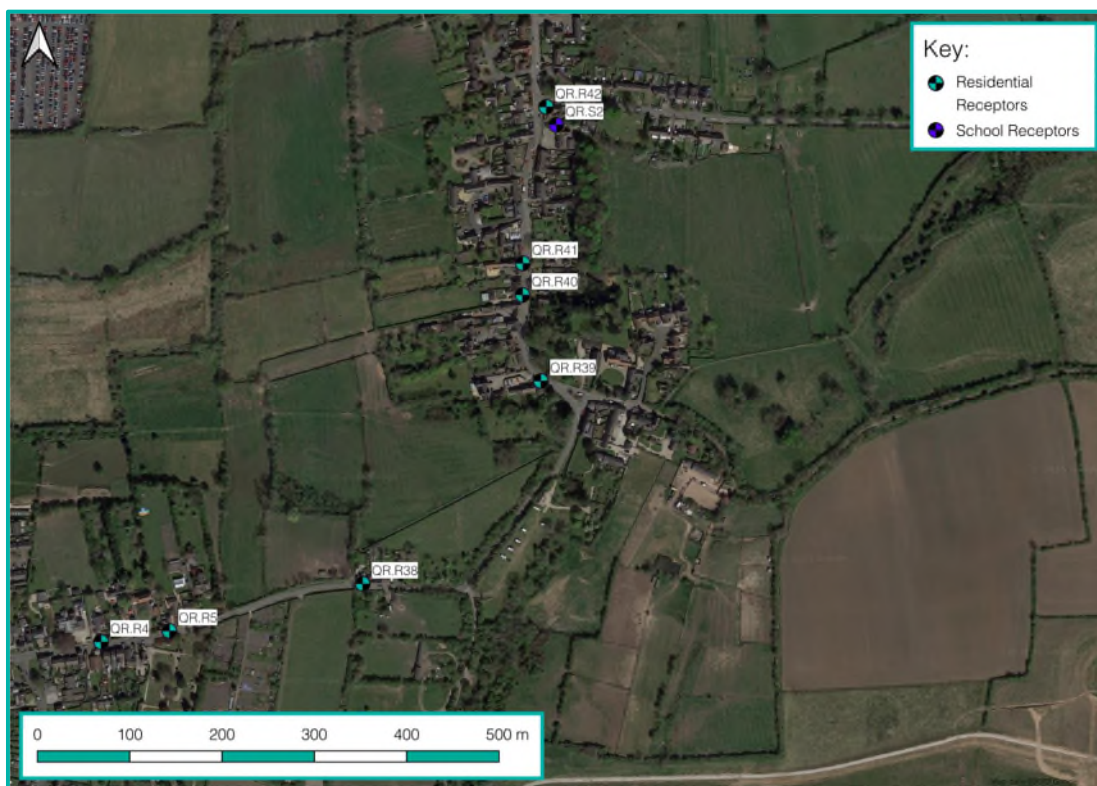 Key:
Residential
Receptors
School Receptors
QR.R42
QR.S2
QR.R41
QR.R40
QR.R39
QR.R38
QR.R5
QR.R4
0 100 200 300 400 500 m